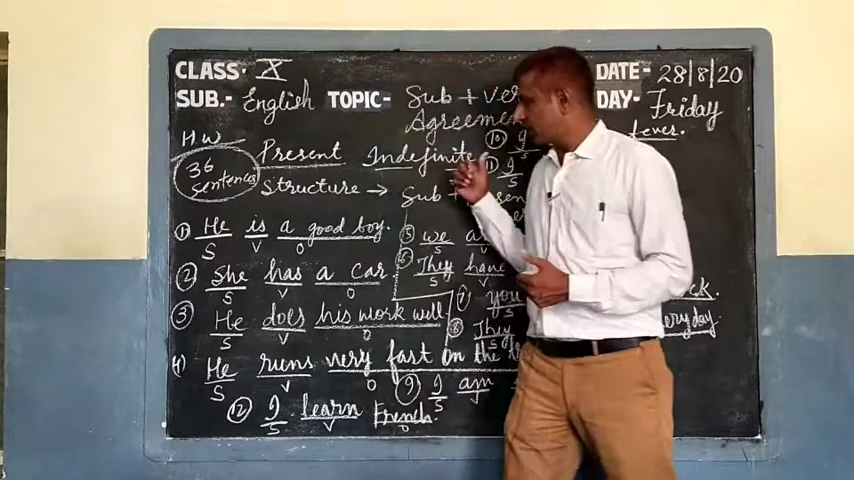 CLASS- X
SUB.- English
TOPIC- Sub + Ver
Agreemen
DATE- 28/8/20
DAY- Friday
fever.
H.W
36
sentences
Present Indefinite
Structure → Sub +
(1) He is a good boy.
S V O
(2) She has a car
S V O
(3) He does his work well
S V O
(4) He runs very fast on the
S V O
(5) we
S
(6) They have
S V
(7) you
S
(8) They
S
(9) I am
S V
(10)
(11) I
S
(12) I learn French.
S V O